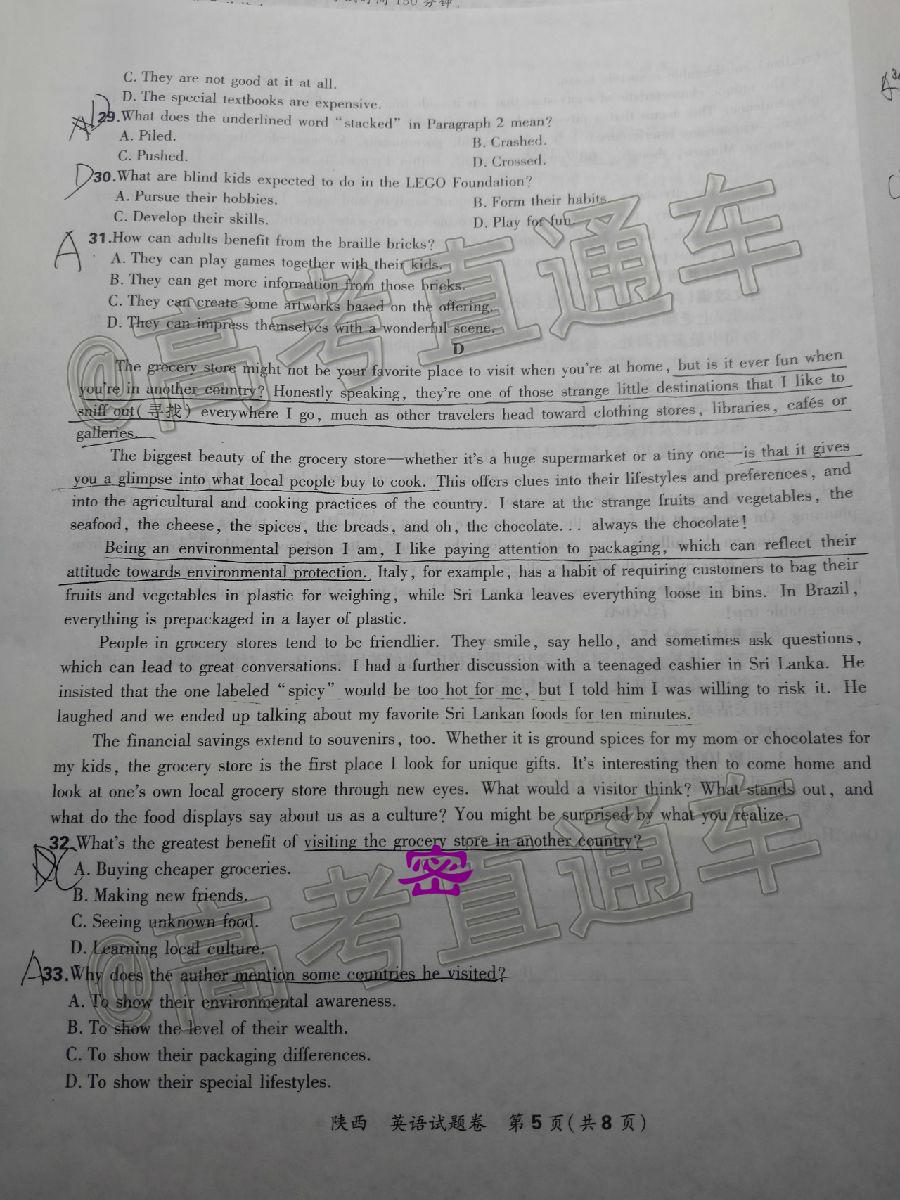 C. They are not good at it at all.
D. The special textbooks are expensive.
29.What does the underlined word "stacked" in Paragraph 2 mean?
A. Piled. B. Crashed.
C. Pushed. D. Crossed.
D
30.What are blind kids expected to do in the LEGO Foundation?
A. Pursue their hobbies. B. Form their habits.
C. Develop their skills. D. Play for fun.
A
31.How can adults benefit from the braille bricks?
A. They can play games together with their kids.
B. They can get more information from those bricks.
C. They can create some artworks based on the offering.
D. They can impress themselves with a wonderful scene.
@高考直通车
D
The grocery store might not be your favorite place to visit when you're at home, but is it ever fun when
you're in another country? Honestly speaking, they're one of those strange little destinations that I like to
sniff out(寻找) everywhere I go, much as other travelers head toward clothing stores, libraries, cafés or
galleries.
The biggest beauty of the grocery store—whether it's a huge supermarket or a tiny one—is that it gives
you a glimpse into what local people buy to cook. This offers clues into their lifestyles and preferences, and
into the agricultural and cooking practices of the country. I stare at the strange fruits and vegetables, the
seafood, the cheese, the spices, the breads, and oh, the chocolate... always the chocolate!
Being an environmental person I am, I like paying attention to packaging, which can reflect their
attitude towards environmental protection. Italy, for example, has a habit of requiring customers to bag their
fruits and vegetables in plastic for weighing, while Sri Lanka leaves everything loose in bins. In Brazil,
everything is prepackaged in a layer of plastic.
People in grocery stores tend to be friendlier. They smile, say hello, and sometimes ask questions,
which can lead to great conversations. I had a further discussion with a teenaged cashier in Sri Lanka. He
insisted that the one labeled "spicy" would be too hot for me, but I told him I was willing to risk it. He
laughed and we ended up talking about my favorite Sri Lankan foods for ten minutes.
The financial savings extend to souvenirs, too. Whether it is ground spices for my mom or chocolates for
my kids, the grocery store is the first place I look for unique gifts. It's interesting then to come home and
look at one's own local grocery store through new eyes. What would a visitor think? What stands out, and
what do the food displays say about us as a culture? You might be surprised by what you realize.
32.What's the greatest benefit of visiting the grocery store in another country?
A. Buying cheaper groceries.
密
B. Making new friends.
C. Seeing unknown food.
D. Learning local culture.
@高考直通车
A
33.Why does the author mention some countries he visited?
A. To show their environmental awareness.
B. To show the level of their wealth.
C. To show their packaging differences.
D. To show their special lifestyles.
陕西 英语试题卷 第5页(共8页)